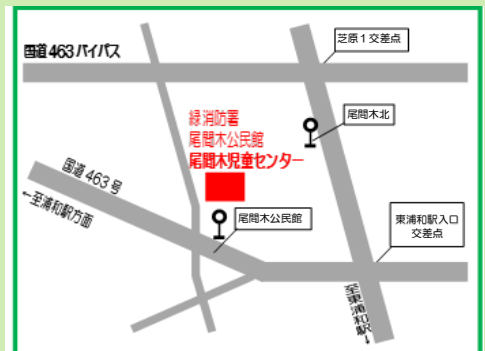 芝原1交差点
国道463バイパス
尾間木北
緑消防署
尾間木公民館
尾間木児童センター
国道463号
←至浦和駅方面
尾間木公民館
東浦和駅入口
交差点
至東浦和駅→